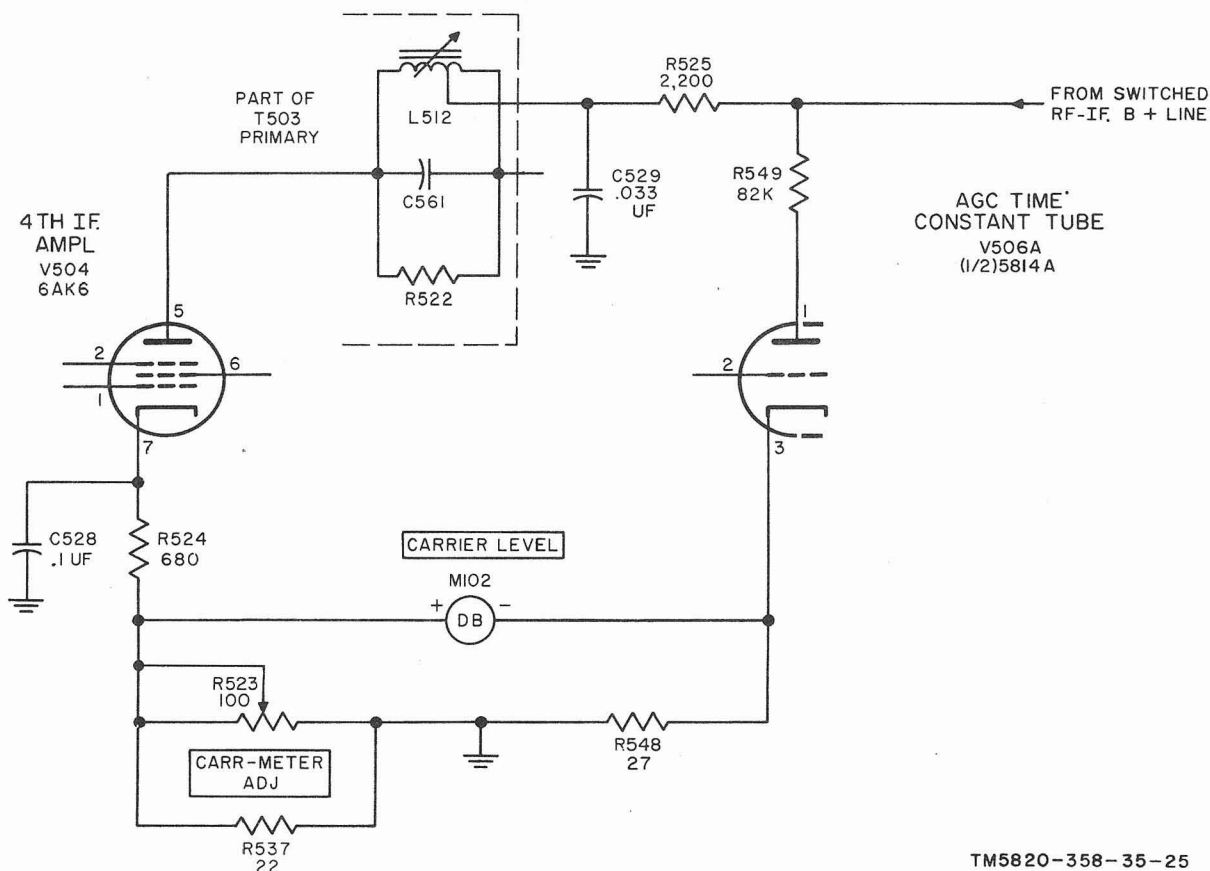 PART OF
T503
PRIMARY
L512
C561
R522
R525
2,200
FROM SWITCHED
RF-IF. B + LINE
C529
.033
UF
R549
82K
AGC TIME
CONSTANT TUBE
V506A
(1/2)5814A
4TH IF.
AMPL
V504
6AK6
5
2
6
1
7
1
2
3
C528
.1 UF
R524
680
CARRIER LEVEL
M102
+
DB
-
R523
100
CARR-METER
ADJ
R537
22
R548
27
TM5820-358-35-25